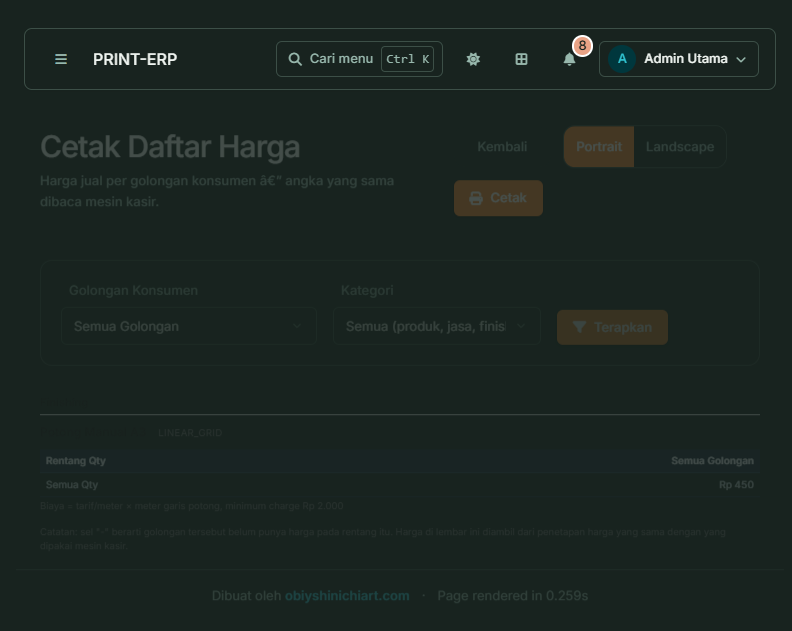 PRINT-ERP
Cari menu Ctrl K
8
A Admin Utama
Cetak Daftar Harga
Harga jual per golongan konsumen â€" angka yang sama
dibaca mesin kasir.
Kembali
Portrait Landscape
Cetak
Golongan Konsumen
Kategori
Semua Golongan
Semua (produk, jasa, finis
Terapkan
LINEAR_GRID
Rentang Qty Semua Golongan
Semua Qty Rp 450
Biaya = tarif/meter × meter garis potong, minimum charge Rp 2.000
Catatan: sel "-" berarti golongan tersebut belum punya harga pada rentang itu. Harga di lembar ini diambil dari penetapan harga yang sama dengan yang
dipakai mesin kasir.
Dibuat oleh obiyshinichiart.com · Page rendered in 0.259s